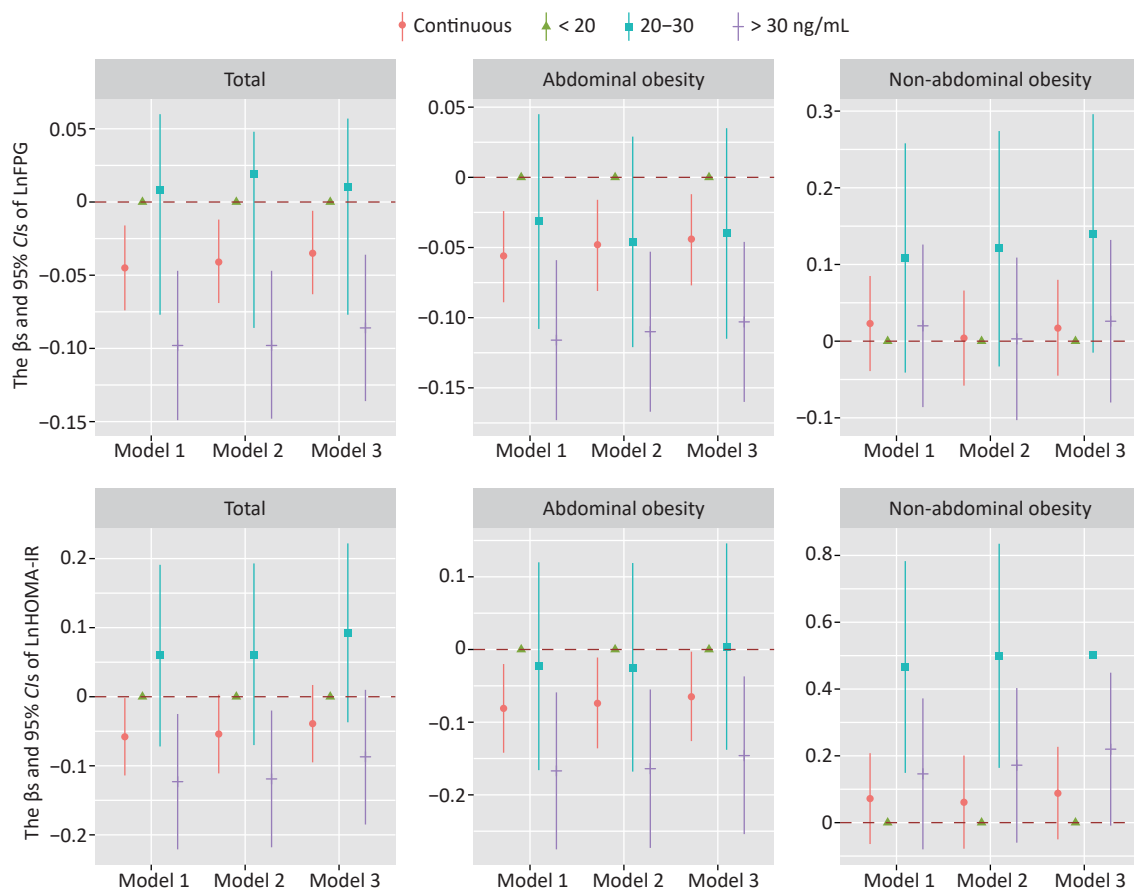 Continuous < 20 20−30 > 30 ng/mL
Total Abdominal obesity Non-abdominal obesity
The βs and 95% CIs of LnFPG
0.05
0
−0.05
−0.10
−0.15
Model 1 Model 2 Model 3
0.05
0
−0.05
−0.10
−0.15
Model 1 Model 2 Model 3
0.3
0.2
0.1
0
−0.1
Model 1 Model 2 Model 3
Total Abdominal obesity Non-abdominal obesity
The βs and 95% CIs of LnHOMA-IR
0.2
0.1
0
−0.1
−0.2
Model 1 Model 2 Model 3
0.1
0
−0.1
−0.2
Model 1 Model 2 Model 3
0.8
0.6
0.4
0.2
0
Model 1 Model 2 Model 3